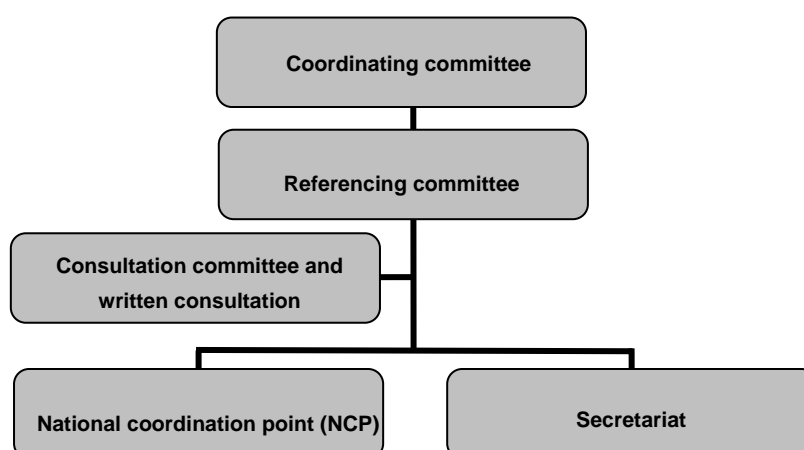 Coordinating committee
Referencing committee
Consultation committee and
written consultation
National coordination point (NCP)
Secretariat